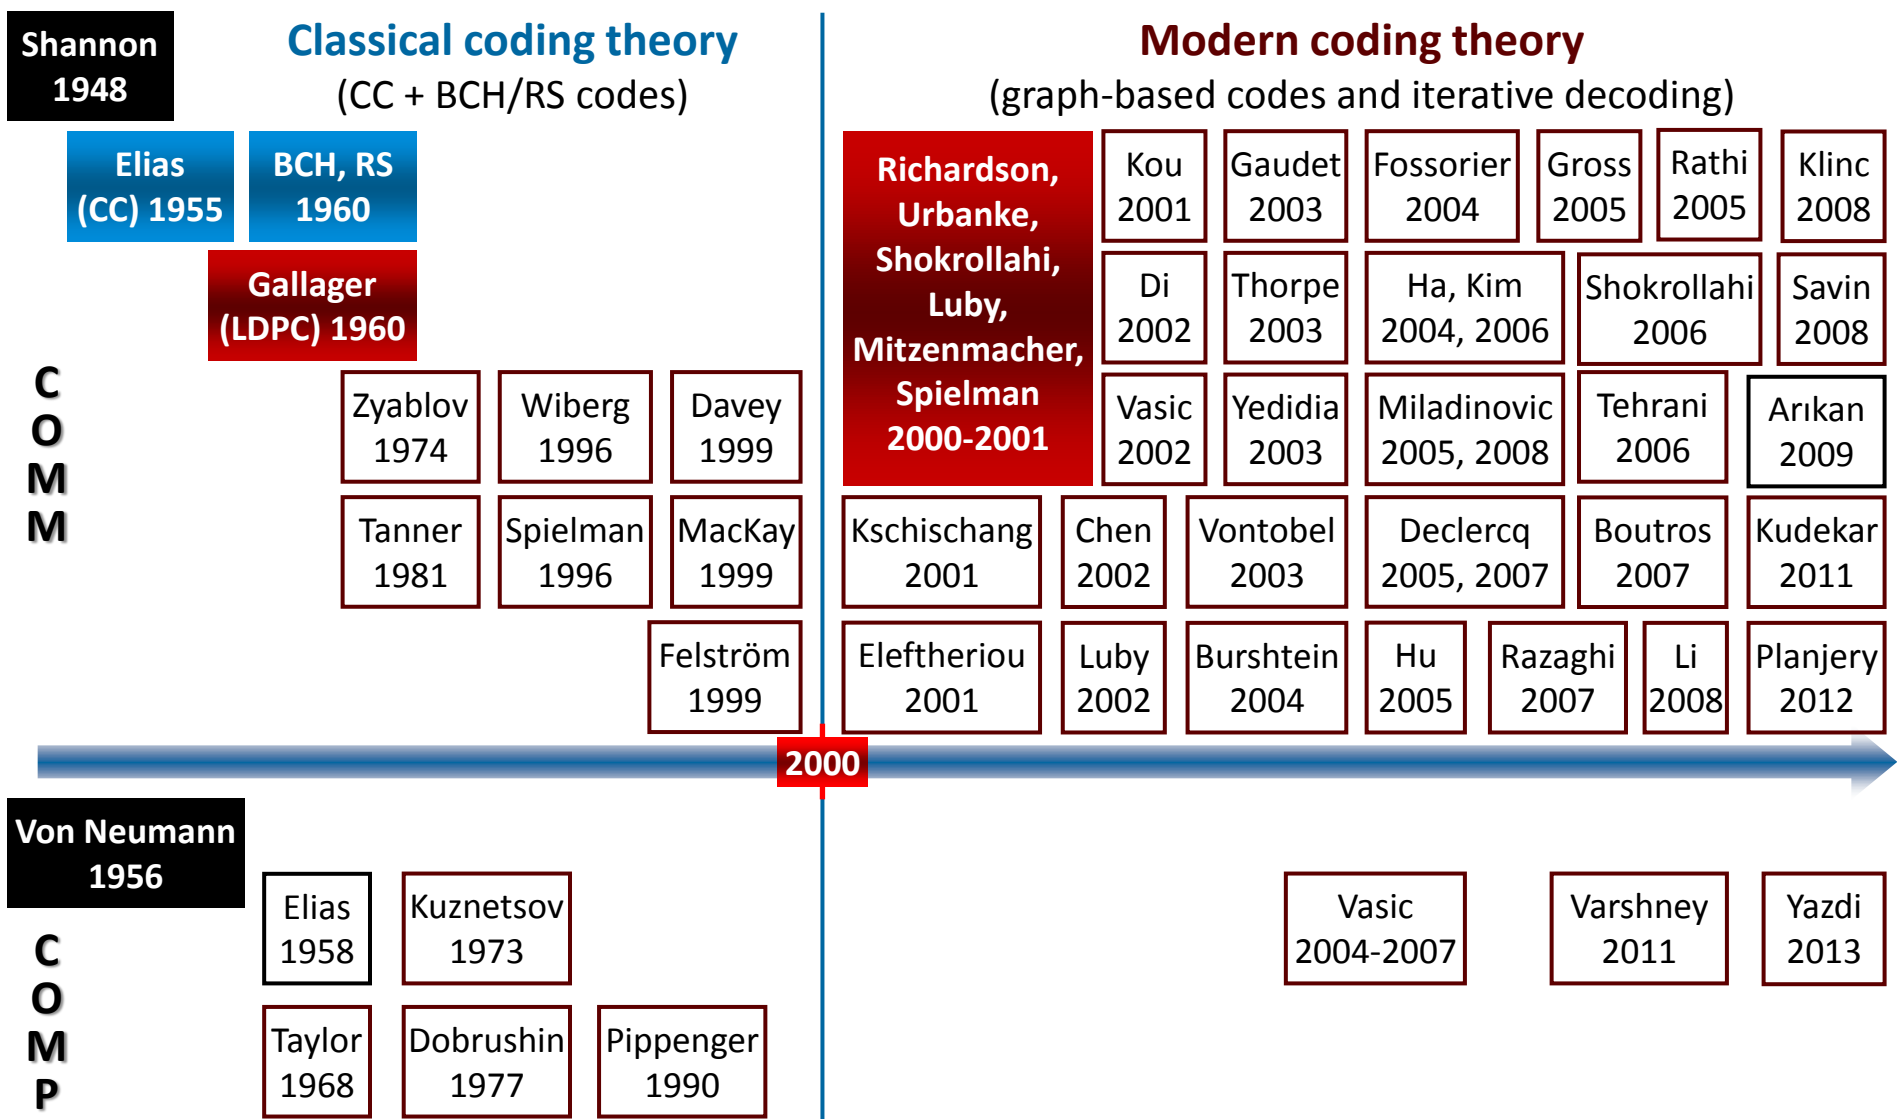 Shannon
1948
Classical coding theory
(CC + BCH/RS codes)
Modern coding theory
(graph-based codes and iterative decoding)
Elias
(CC) 1955
BCH, RS
1960
Gallager
(LDPC) 1960
Richardson,
Urbanke,
Shokrollahi,
Luby,
Mitzenmacher,
Spielman
2000-2001
Kou
2001
Gaudet
2003
Fossorier
2004
Gross
2005
Rathi
2005
Klinc
2008
Di
2002
Thorpe
2003
Ha, Kim
2004, 2006
Shokrollahi
2006
Savin
2008
COMM
Zyablov
1974
Wiberg
1996
Davey
1999
Vasic
2002
Yedidia
2003
Miladinovic
2005, 2008
Tehrani
2006
Arıkan
2009
Tanner
1981
Spielman
1996
MacKay
1999
Kschischang
2001
Chen
2002
Vontobel
2003
Declercq
2005, 2007
Boutros
2007
Kudekar
2011
Felström
1999
Eleftheriou
2001
Luby
2002
Burshtein
2004
Hu
2005
Razaghi
2007
Li
2008
Planjery
2012
2000
Von Neumann
1956
COMP
Elias
1958
Kuznetsov
1973
Vasic
2004-2007
Varshney
2011
Yazdi
2013
Taylor
1968
Dobrushin
1977
Pippenger
1990